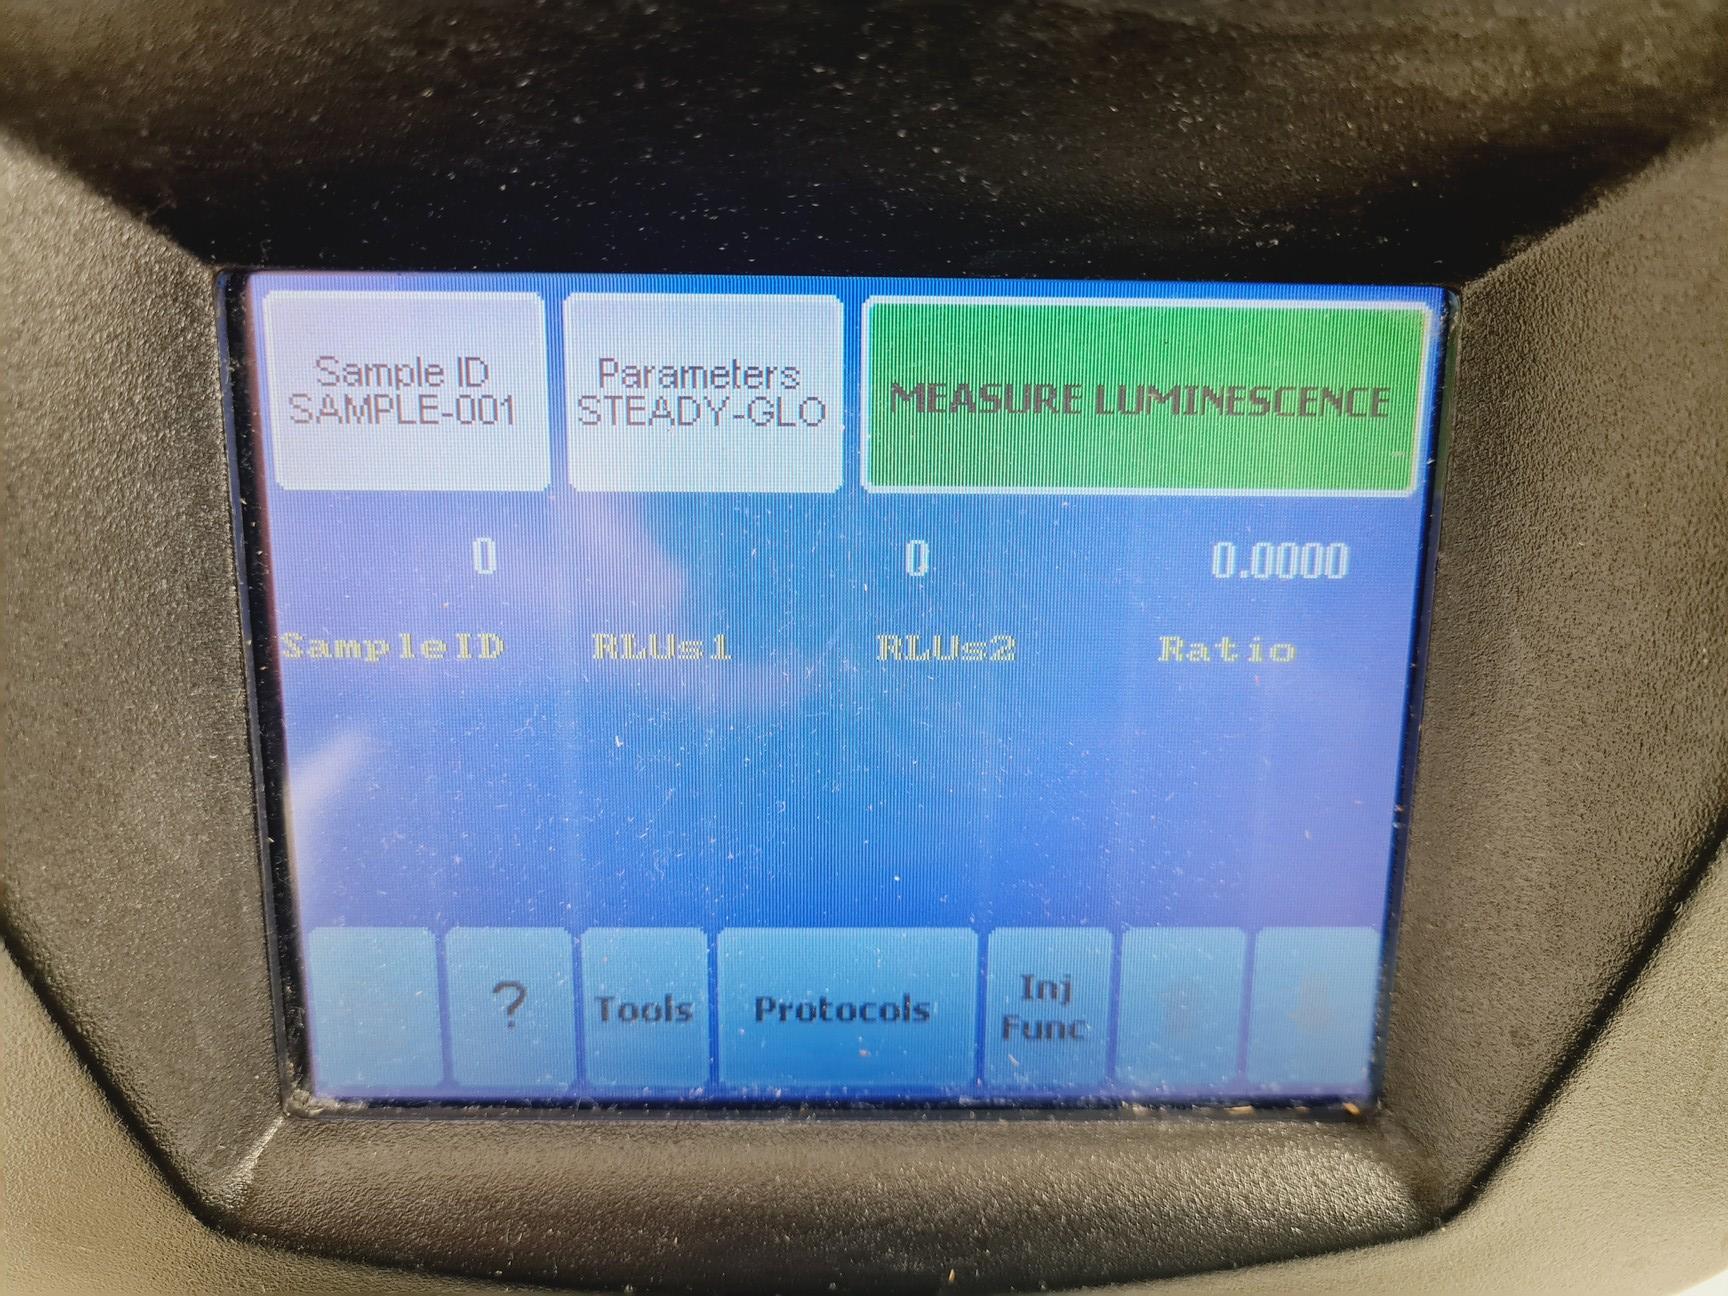 Sample ID
SAMPLE-001
Parameters
STEADY-GLO
MEASURE LUMINESCENCE
0 0 0.0000
SampleID RLUs1 RLUs2 Ratio
? Tools Protocols Inj Func